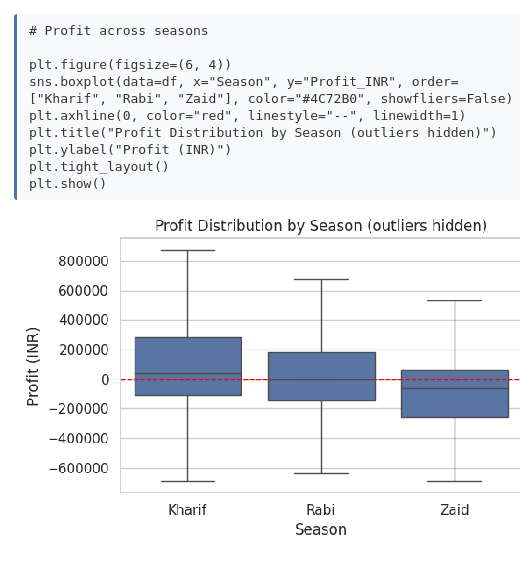 # Profit across seasons
plt.figure(figsize=(6, 4))
sns.boxplot(data=df, x="Season", y="Profit_INR", order=
["Kharif", "Rabi", "Zaid"], color="#4C72B0", showfliers=False)
plt.axhline(0, color="red", linestyle="--", linewidth=1)
plt.title("Profit Distribution by Season (outliers hidden)")
plt.ylabel("Profit (INR)")
plt.tight_layout()
plt.show()
Profit Distribution by Season (outliers hidden)
800000
600000
400000
200000
0
−200000
−400000
−600000
Profit (INR)
Kharif Rabi Zaid
Season